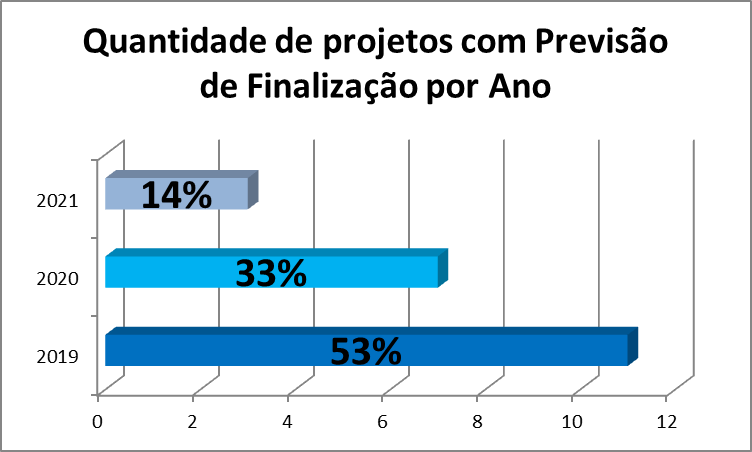 Quantidade de projetos com Previsão
de Finalização por Ano
2021
14%
2020
33%
2019
53%
0 2 4 6 8 10 12